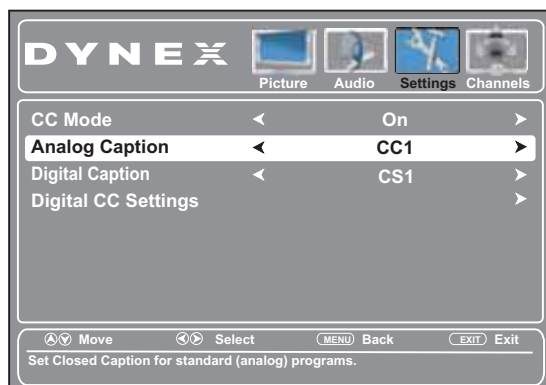 DYNEX
Picture Audio Settings Channels
CC Mode On
Analog Caption CC1
Digital Caption CS1
Digital CC Settings
Move Select MENU Back EXIT Exit
Set Closed Caption for standard (analog) programs.